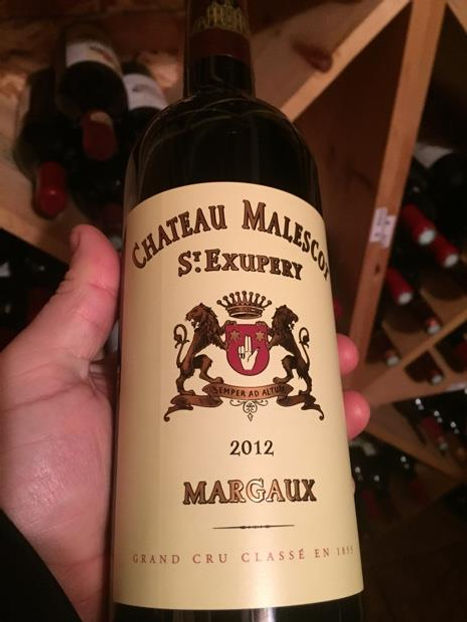 CHATEAU MALESCOT
ST. EXUPERY
SEMPER AD ALTUM
2012
MARGAUX
GRAND CRU CLASSÉ EN 1855